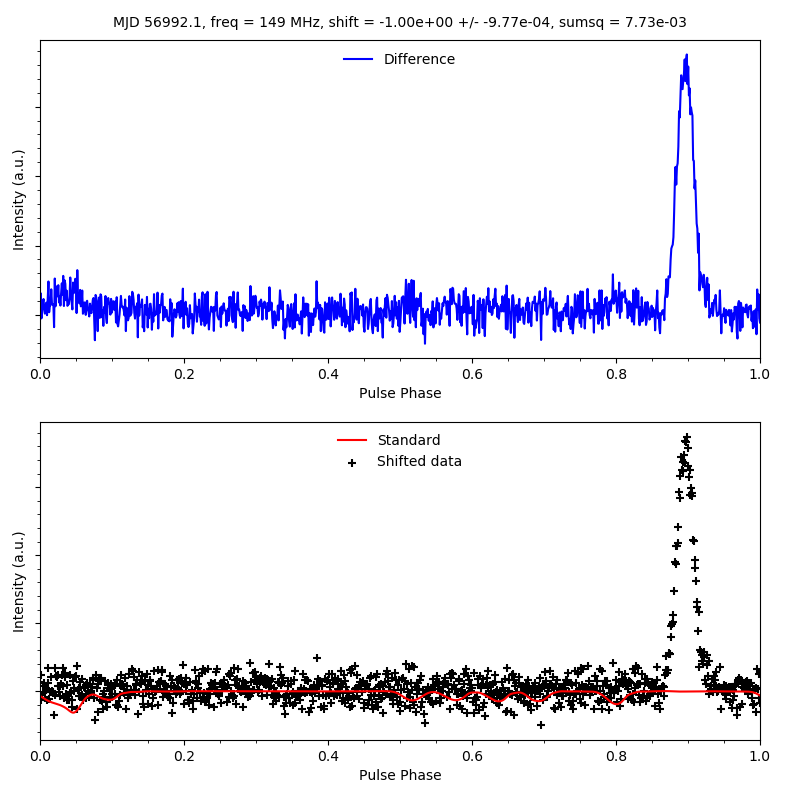 MJD 56992.1, freq = 149 MHz, shift = -1.00e+00 +/- -9.77e-04, sumsq = 7.73e-03
Difference
Intensity (a.u.)
0.0 0.2 0.4 0.6 0.8 1.0
Pulse Phase
Standard
Shifted data
Intensity (a.u.)
0.0 0.2 0.4 0.6 0.8 1.0
Pulse Phase